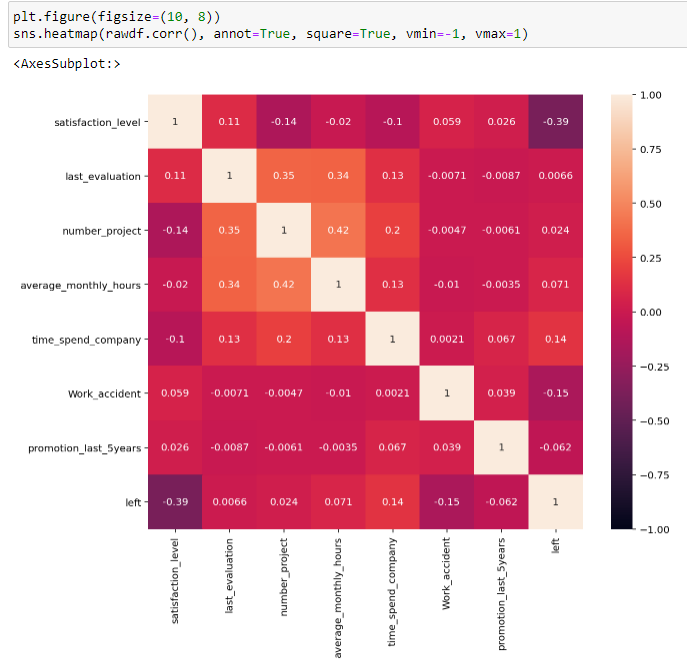 plt.figure(figsize=(10, 8))
sns.heatmap(rawdf.corr(), annot=True, square=True, vmin=-1, vmax=1)
<AxesSubplot:>
satisfaction_level 1 0.11 -0.14 -0.02 -0.1 0.059 0.026 -0.39
last_evaluation 0.11 1 0.35 0.34 0.13 -0.0071 -0.0087 0.0066
number_project -0.14 0.35 1 0.42 0.2 -0.0047 -0.0061 0.024
average_monthly_hours -0.02 0.34 0.42 1 0.13 -0.01 -0.0035 0.071
time_spend_company -0.1 0.13 0.2 0.13 1 0.0021 0.067 0.14
Work_accident 0.059 -0.0071 -0.0047 -0.01 0.0021 1 0.039 -0.15
promotion_last_5years 0.026 -0.0087 -0.0061 -0.0035 0.067 0.039 1 -0.062
left -0.39 0.0066 0.024 0.071 0.14 -0.15 -0.062 1
satisfaction_level
last_evaluation
number_project
average_monthly_hours
time_spend_company
Work_accident
promotion_last_5years
left
1.00
0.75
0.50
0.25
0.00
−0.25
−0.50
−0.75
−1.00